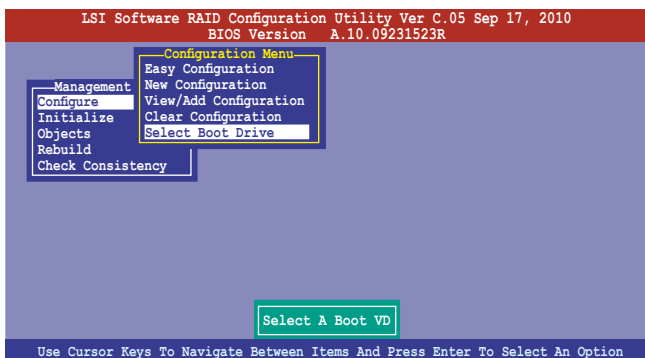 LSI Software RAID Configuration Utility Ver C.05 Sep 17, 2010
BIOS Version A.10.09231523R
Configuration Menu
Easy Configuration
New Configuration
View/Add Configuration
Clear Configuration
Select Boot Drive
Management
Configure
Initialize
Objects
Rebuild
Check Consistency
Select A Boot VD
Use Cursor Keys To Navigate Between Items And Press Enter To Select An Option